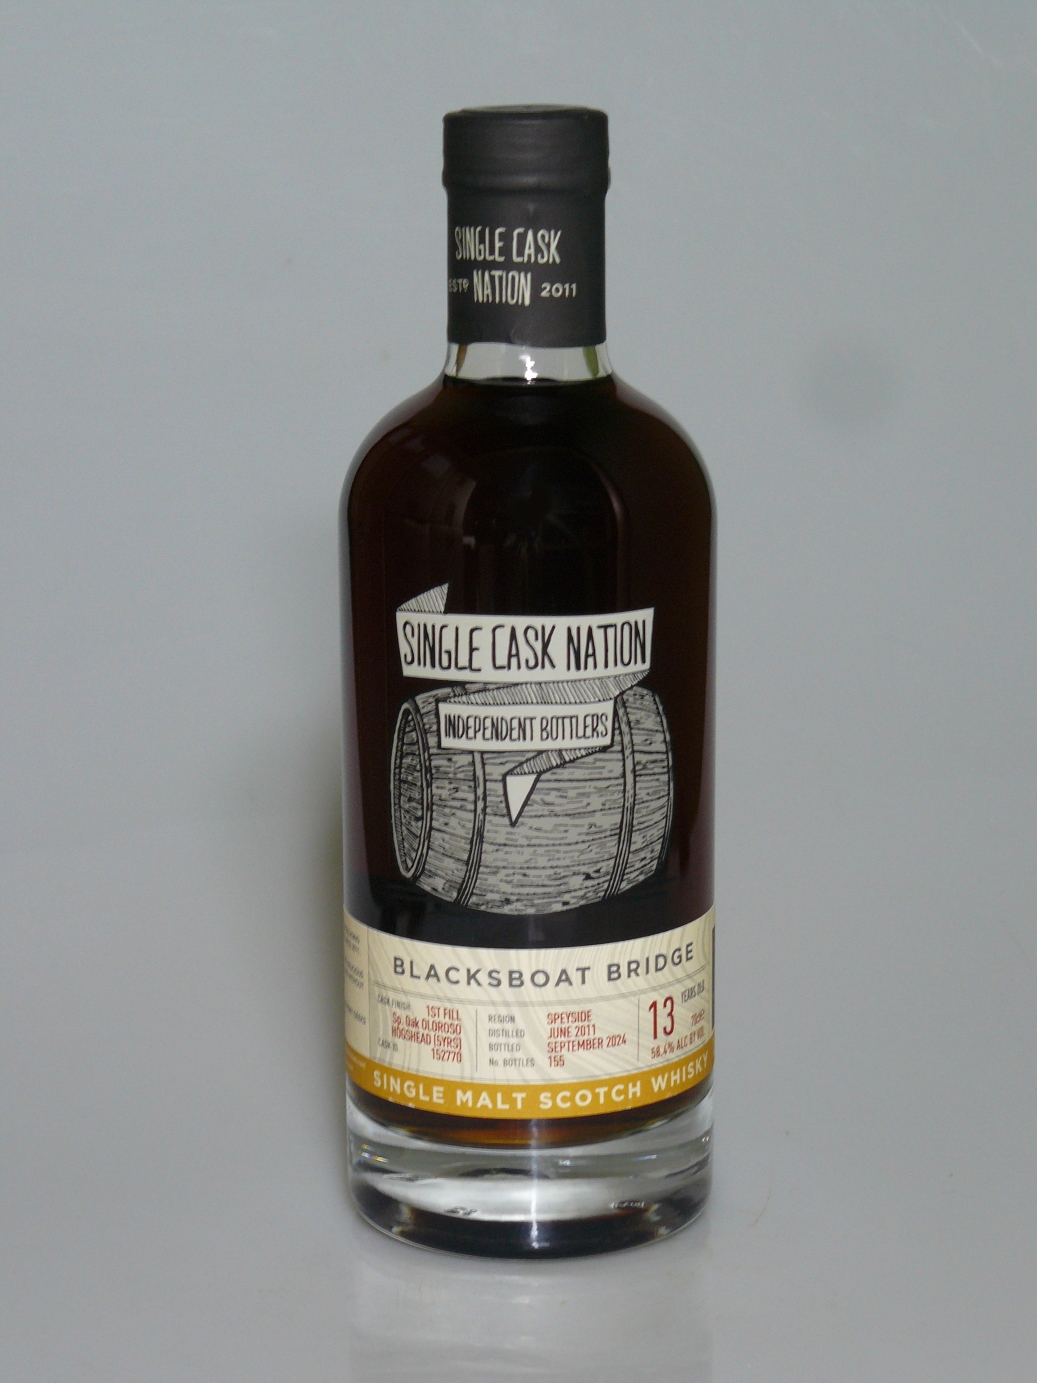 SINGLE CASK
ESTD NATION 2011
SINGLE CASK NATION
INDEPENDENT BOTTLERS
BLACKSBOAT BRIDGE
CASK FINISH
1ST FILL
Sp. Oak OLOROSO
HOGSHEAD (5YRS)
CASK ID
152770
REGION SPEYSIDE
DISTILLED JUNE 2011
BOTTLED SEPTEMBER 2024
No. BOTTLES 155
13 YEARS OLD
70cl℮
58.4% ALC BY VOL
SINGLE MALT SCOTCH WHISKY